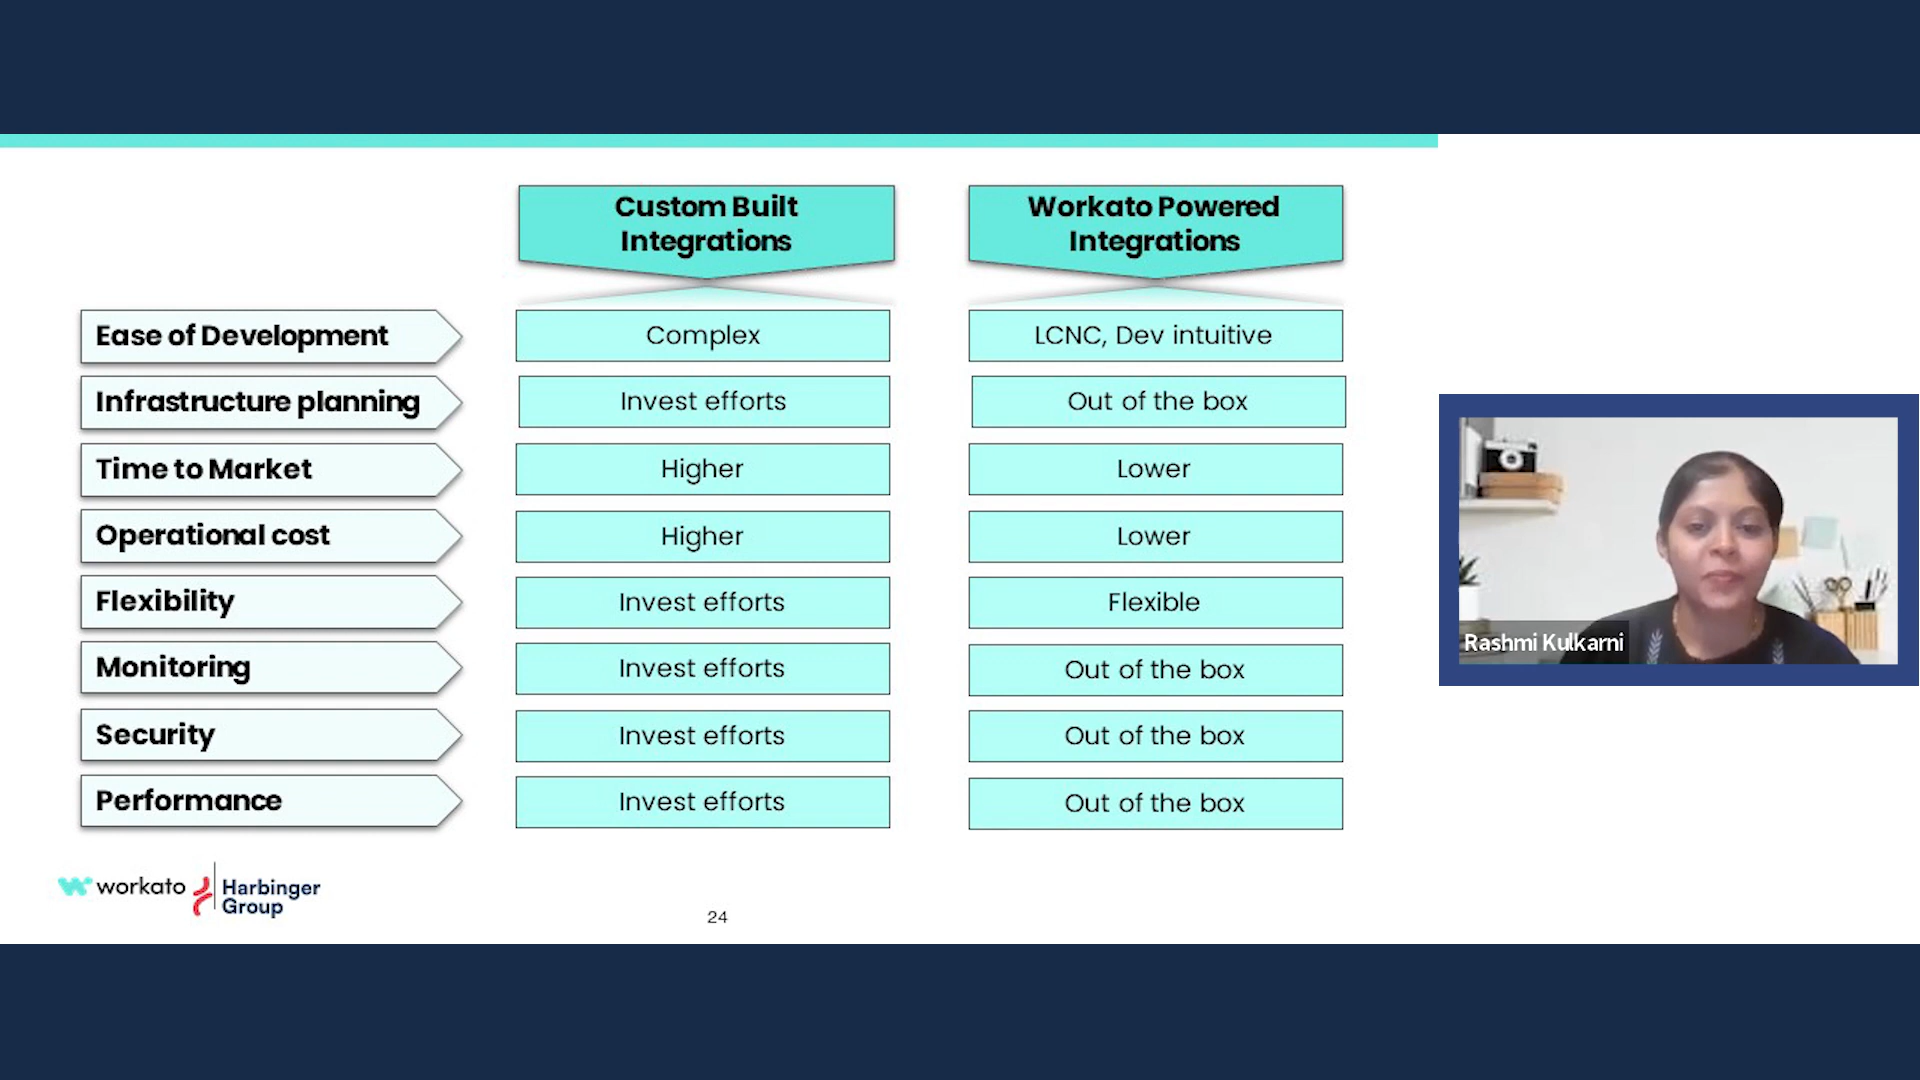 Custom Built
Integrations
Workato Powered
Integrations
Ease of Development
Complex
LCNC, Dev intuitive
Infrastructure planning
Invest efforts
Out of the box
Time to Market
Higher
Lower
Operational cost
Higher
Lower
Flexibility
Invest efforts
Flexible
Monitoring
Invest efforts
Out of the box
Security
Invest efforts
Out of the box
Performance
Invest efforts
Out of the box
workato
Harbinger
Group
24
Rashmi Kulkarni